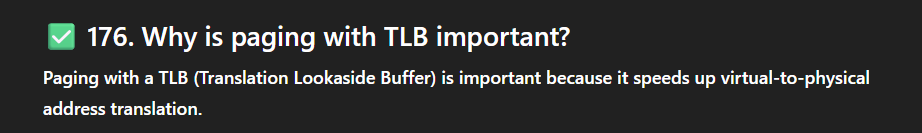 ✅ 176. Why is paging with TLB important?
Paging with a TLB (Translation Lookaside Buffer) is important because it speeds up virtual-to-physical
address translation.